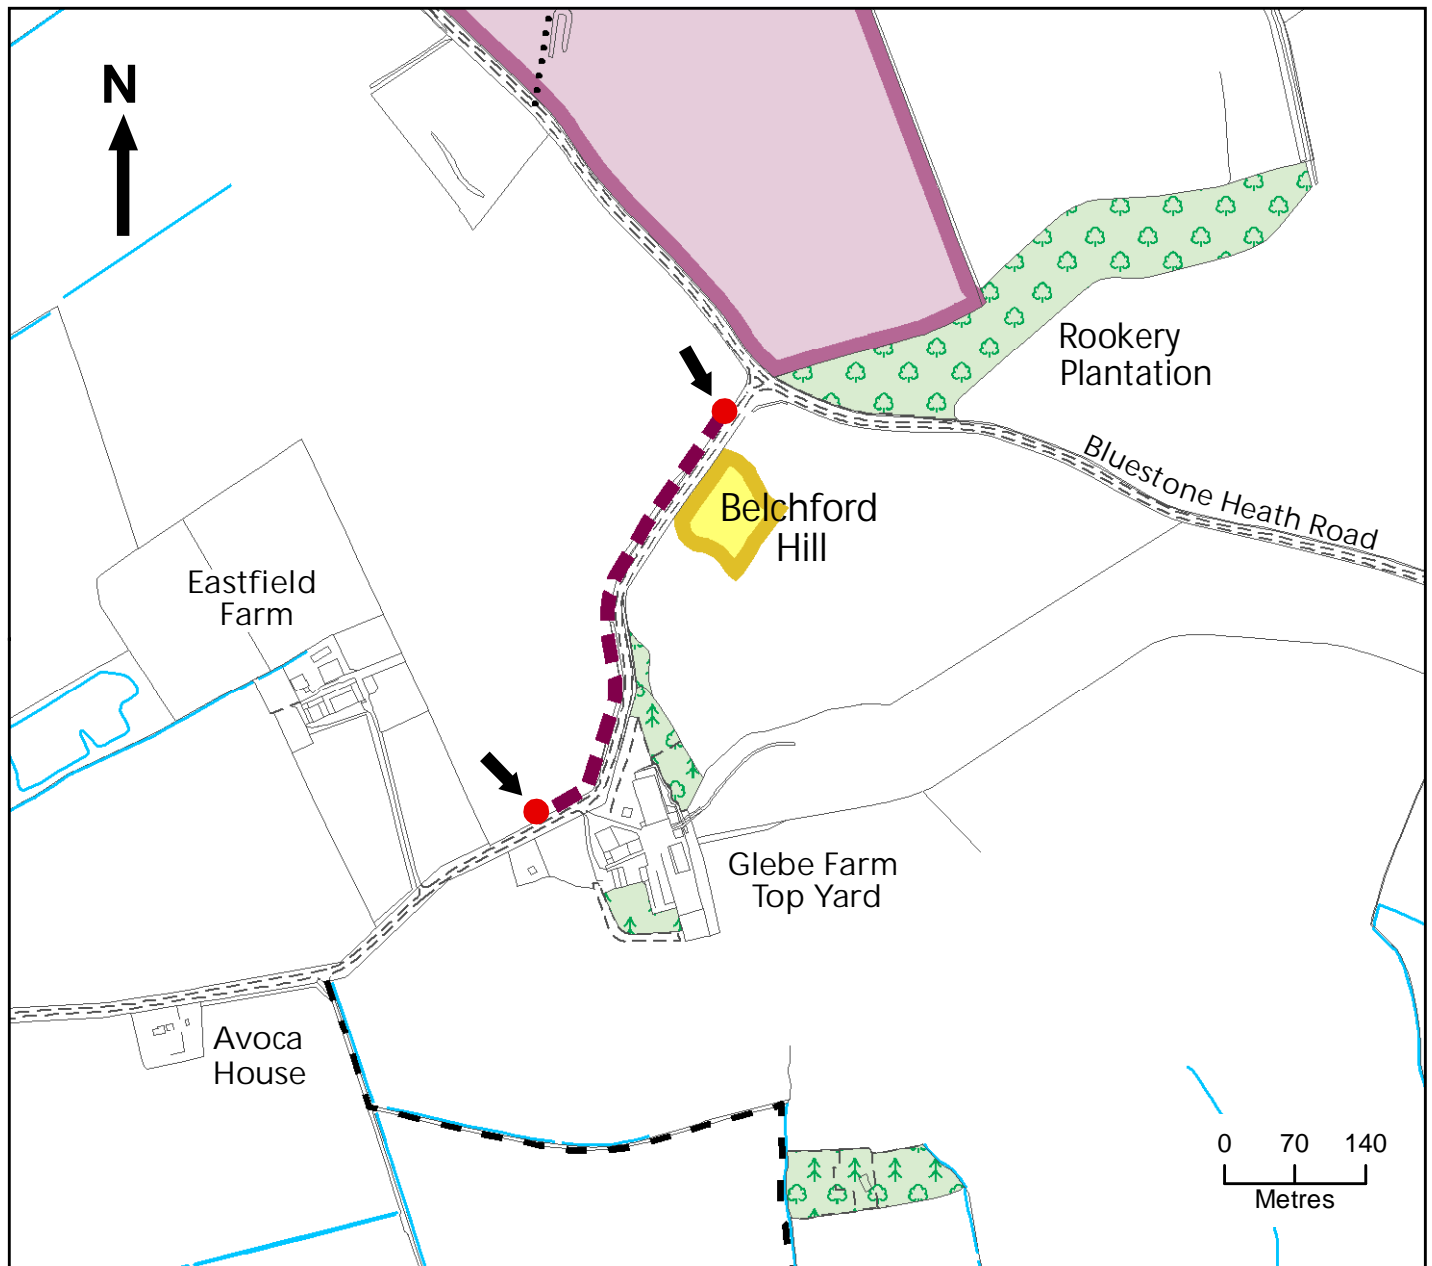 N
Rookery
Plantation
Bluestone Heath Road
Belchford
Hill
Eastfield
Farm
Glebe Farm
Top Yard
Avoca
House
0 70 140
Metres